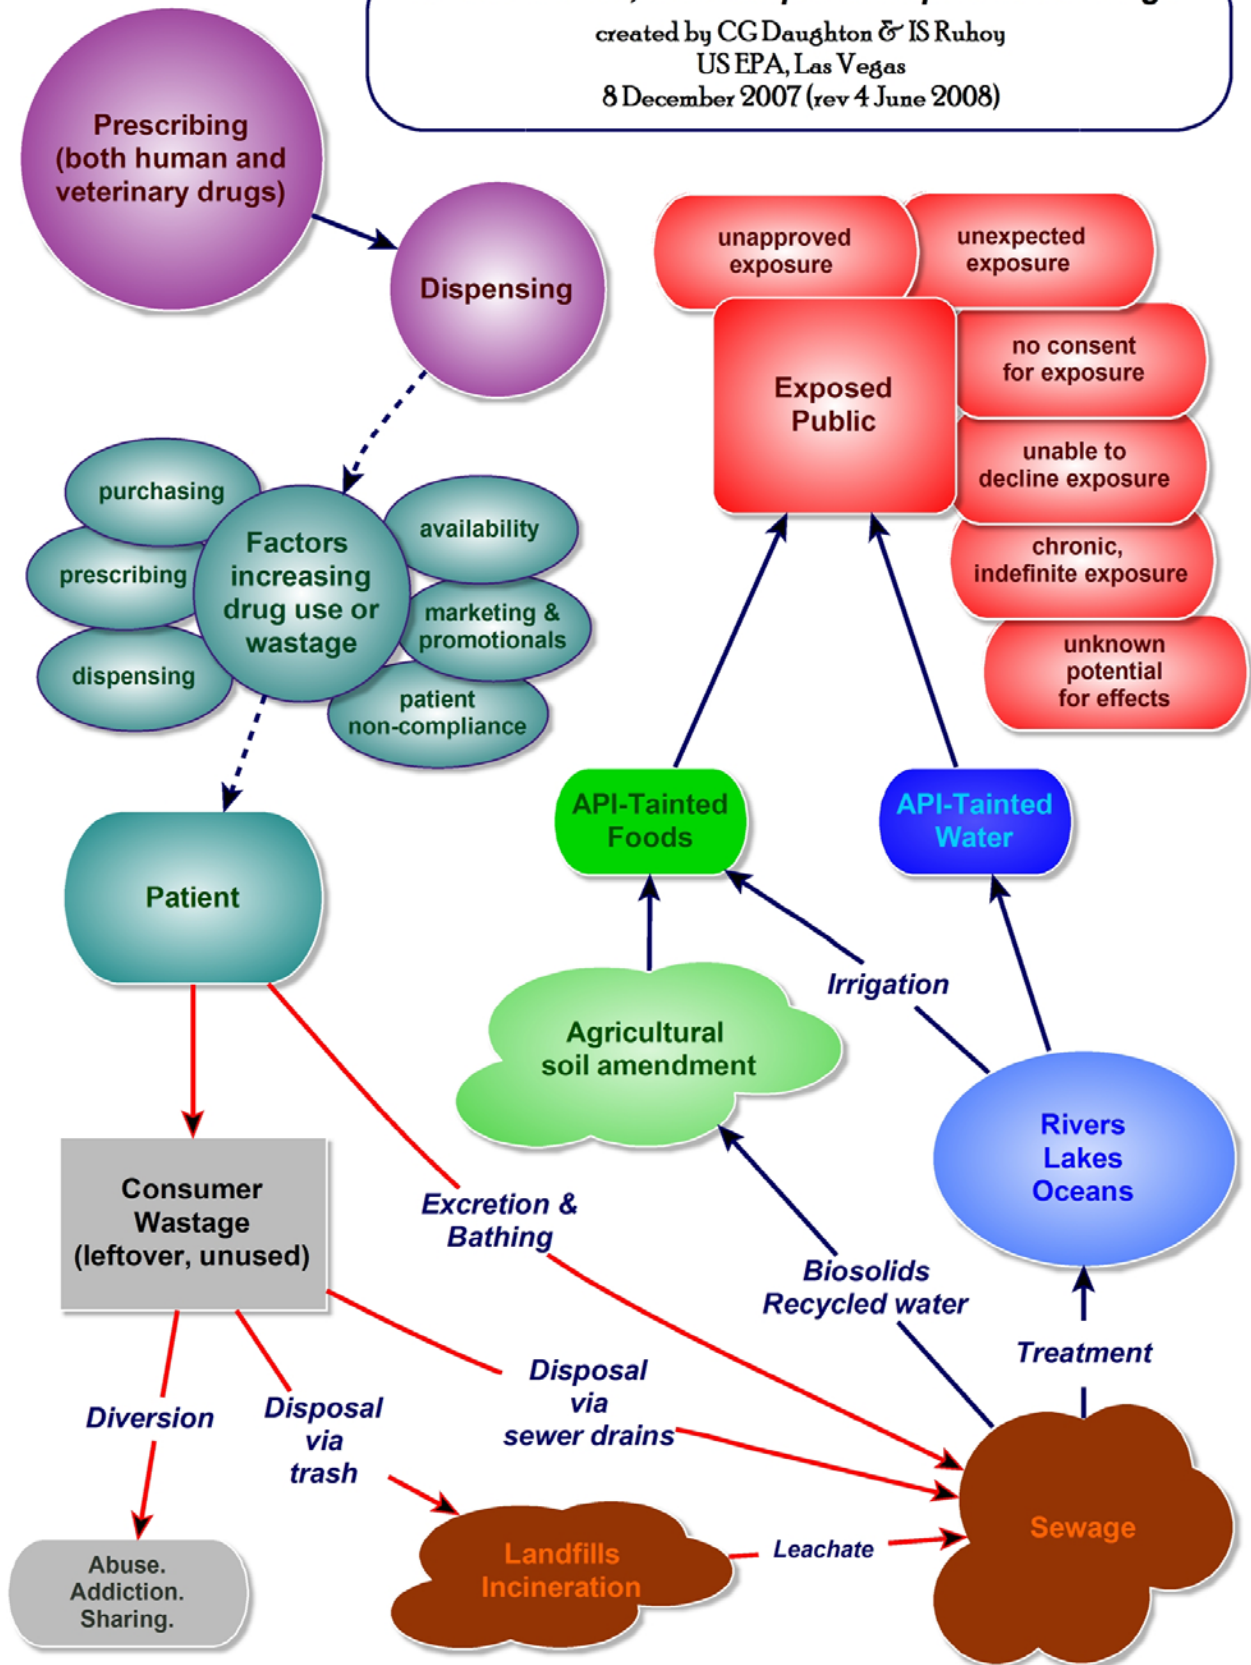 created by CG Daughton & IS Ruhoy
US EPA, Las Vegas
8 December 2007 (rev 4 June 2008)
Prescribing
(both human and
veterinary drugs)
Dispensing
unapproved
exposure
unexpected
exposure
no consent
for exposure
Exposed
Public
unable to
decline exposure
chronic,
indefinite exposure
unknown
potential
for effects
purchasing
prescribing
dispensing
Factors
increasing
drug use or
wastage
availability
marketing &
promotionals
patient
non-compliance
API-Tainted
Foods
API-Tainted
Water
Patient
Irrigation
Agricultural
soil amendment
Rivers
Lakes
Oceans
Consumer
Wastage
(leftover, unused)
Excretion &
Bathing
Biosolids
Recycled water
Treatment
Diversion
Disposal
via
trash
Disposal
via
sewer drains
Sewage
Landfills
Incineration
Leachate
Abuse.
Addiction.
Sharing.